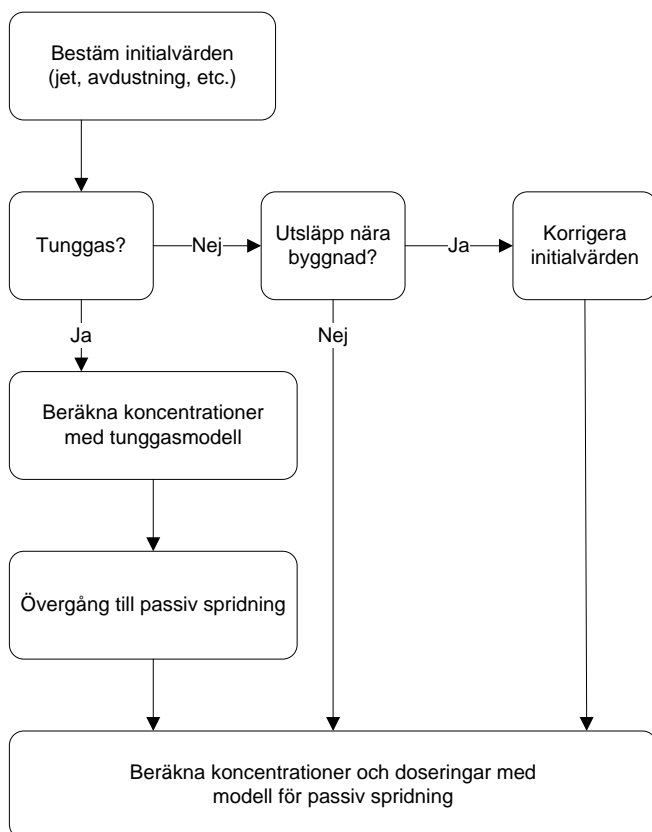 Bestäm initialvärden
(jet, avdustning, etc.)
Tunggas?
Nej
Utsläpp nära
byggnad?
Ja
Korrigera
initialvärden
Ja
Nej
Beräkna koncentrationer
med tunggasmodell
Övergång till passiv spridning
Beräkna koncentrationer och doseringar med
modell för passiv spridning